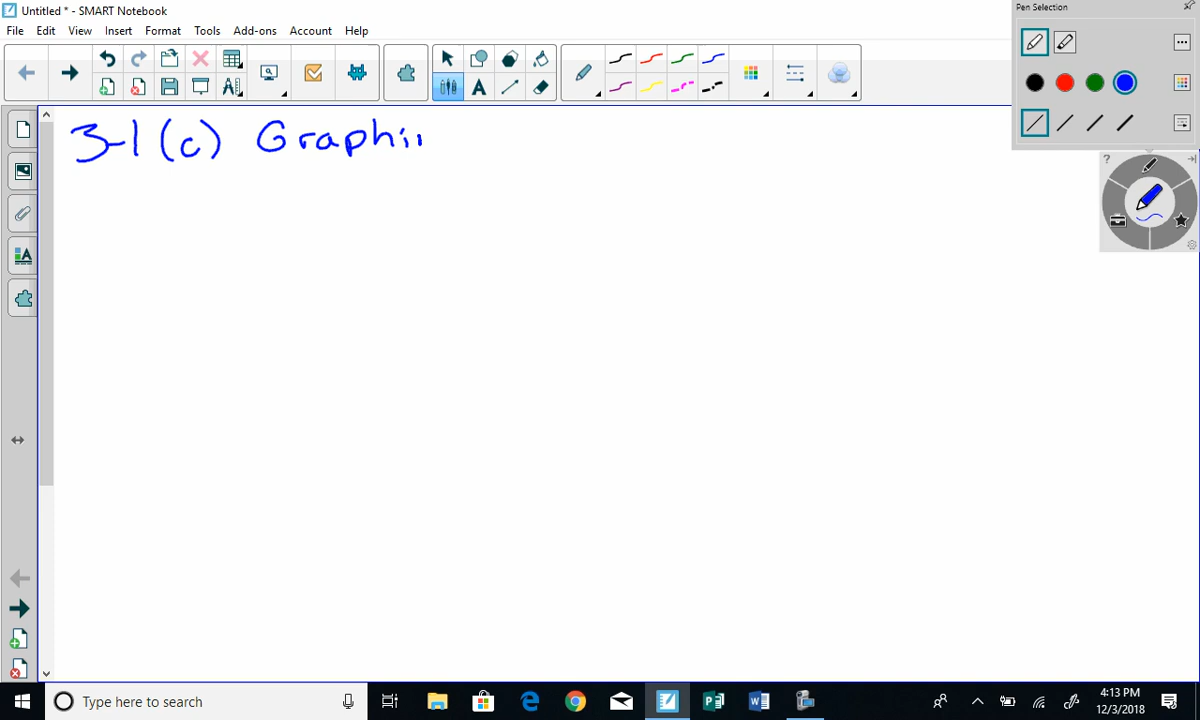 Untitled * - SMART Notebook
File Edit View Insert Format Tools Add-ons Account Help
Pen Selection
3-1 (c) Graphin
?
Type here to search
4:13 PM
12/3/2018